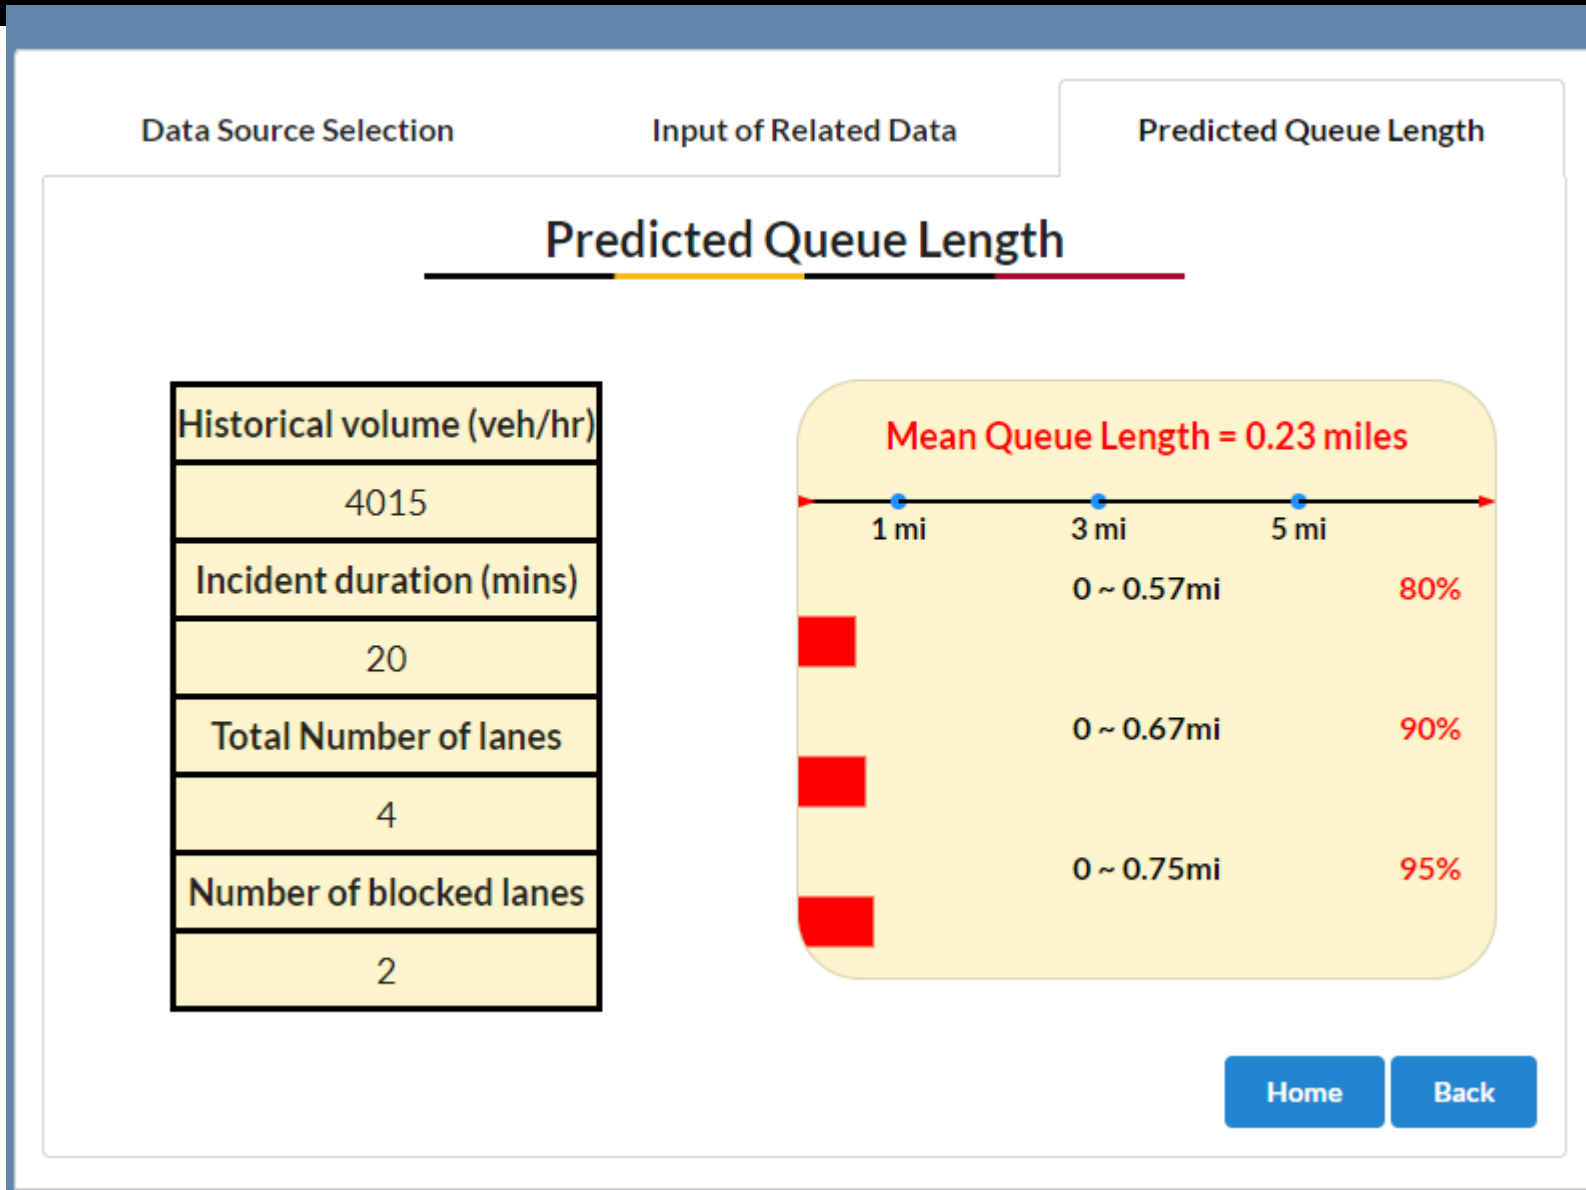 Data Source Selection
Input of Related Data
Predicted Queue Length
Predicted Queue Length
Historical volume (veh/hr)
4015
Incident duration (mins)
20
Total Number of lanes
4
Number of blocked lanes
2
Mean Queue Length = 0.23 miles
1 mi
3 mi
5 mi
0 ~ 0.57mi 80%
0 ~ 0.67mi 90%
0 ~ 0.75mi 95%
Home
Back